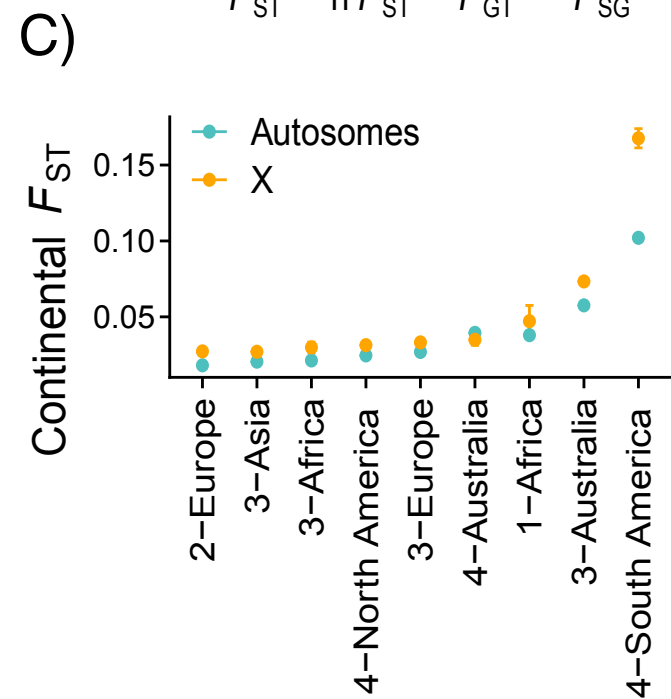 C)
Autosomes
X
Continental FST
0.15
0.10
0.05
2−Europe
3−Asia
3−Africa
4−North America
3−Europe
4−Australia
1−Africa
3−Australia
4−South America